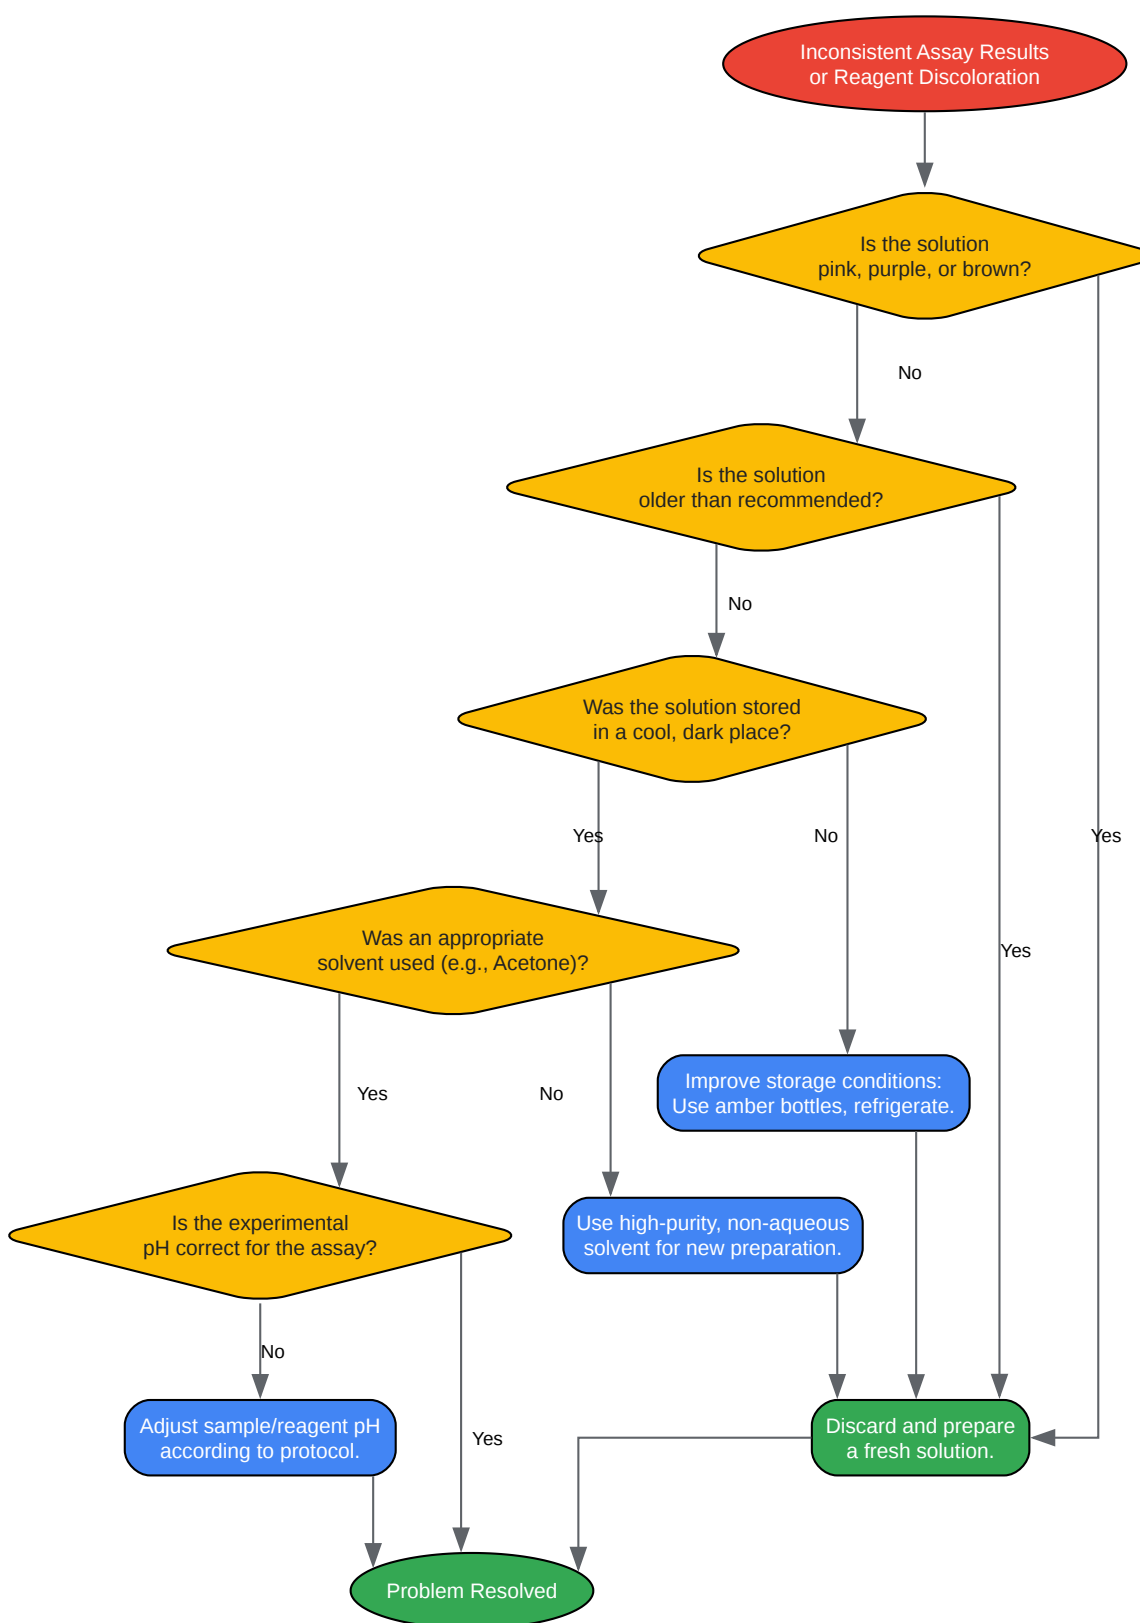 Inconsistent Assay Results
or Reagent Discoloration
Is the solution
pink, purple, or brown?
No
Is the solution
older than recommended?
No
Was the solution stored
in a cool, dark place?
Yes
No
Yes
Was an appropriate
solvent used (e.g., Acetone)?
Yes
Improve storage conditions:
Use amber bottles, refrigerate.
Yes
No
Is the experimental
pH correct for the assay?
Use high-purity, non-aqueous
solvent for new preparation.
No
Adjust sample/reagent pH
according to protocol.
Yes
Discard and prepare
a fresh solution.
Problem Resolved